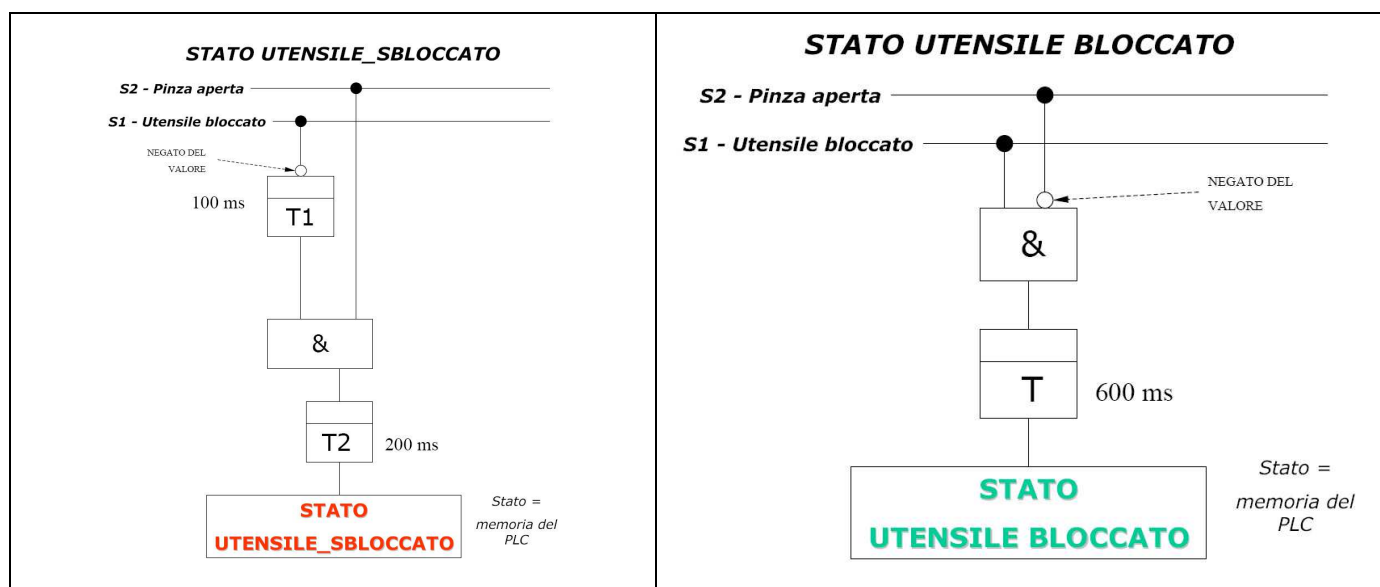 STATO UTENSILE_SBLOCCATO
S2 - Pinza aperta
S1 - Utensile bloccato
NEGATO DEL
VALORE
100 ms
T1
&
T2
200 ms
STATO
UTENSILE_SBLOCCATO
Stato =
memoria del
PLC
STATO UTENSILE BLOCCATO
S2 - Pinza aperta
S1 - Utensile bloccato
NEGATO DEL
VALORE
&
T
600 ms
STATO
UTENSILE BLOCCATO
Stato =
memoria del
PLC